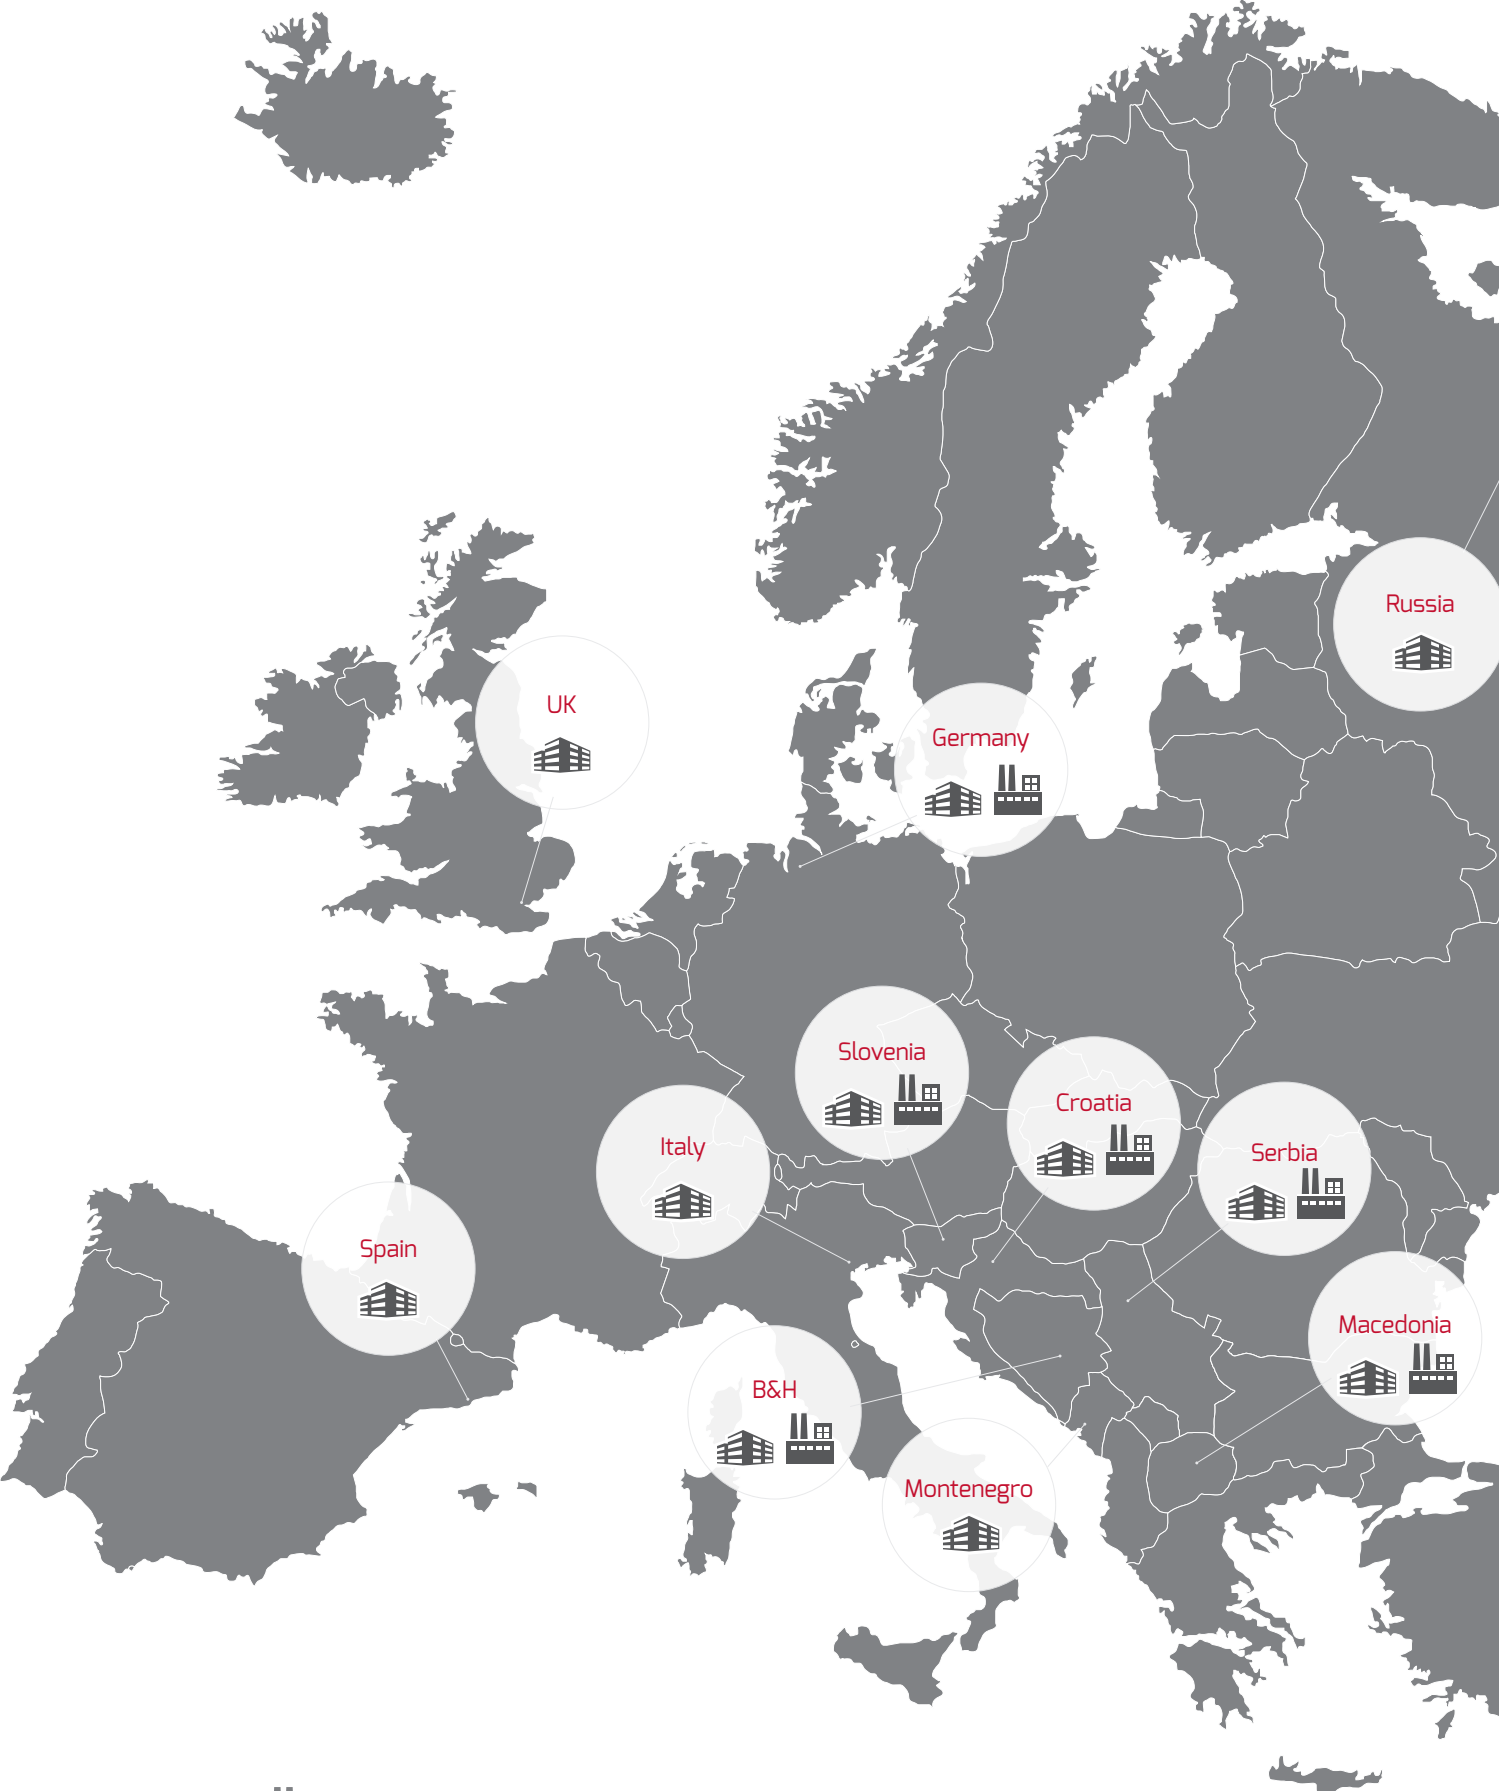 Russia
UK
Germany
Slovenia
Croatia
Italy
Serbia
Spain
Macedonia
B&H
Montenegro